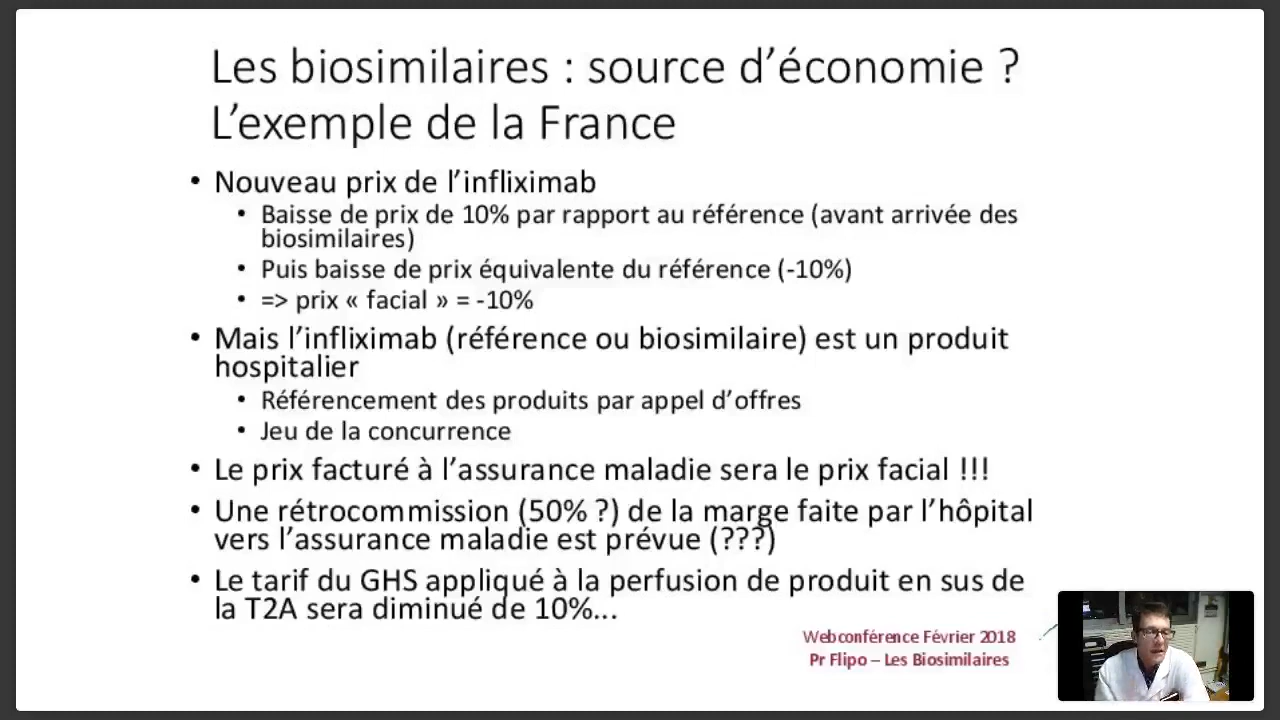 Les biosimilaires : source d’économie ?
L’exemple de la France
• Nouveau prix de l’infliximab
• Baisse de prix de 10% par rapport au référence (avant arrivée des
biosimilaires)
• Puis baisse de prix équivalente du référence (-10%)
• => prix « facial » = -10%
• Mais l’infliximab (référence ou biosimilaire) est un produit
hospitalier
• Référencement des produits par appel d’offres
• Jeu de la concurrence
• Le prix facturé à l’assurance maladie sera le prix facial !!!
• Une rétrocommission (50% ?) de la marge faite par l’hôpital
vers l’assurance maladie est prévue (???)
• Le tarif du GHS appliqué à la perfusion de produit en sus de
la T2A sera diminué de 10%...
Webconférence Février 2018
Pr Flipo – Les Biosimilaires